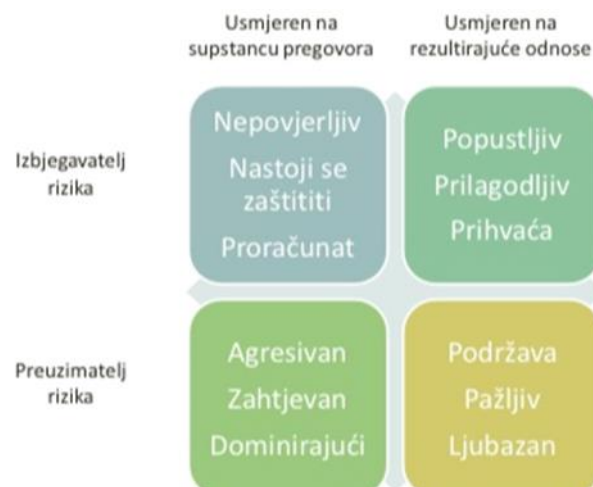 Usmjeren na
supstancu pregovora
Usmjeren na
rezultirajuće odnose
Izbjegavatelj
rizika
Nepovjerljiv
Nastoji se
zaštititi
Proračunat
Popustljiv
Prilagodljiv
Prihvaća
Preuzimatelj
rizika
Agresivan
Zahtjevan
Dominirajući
Podržava
Pažljiv
Ljubazan